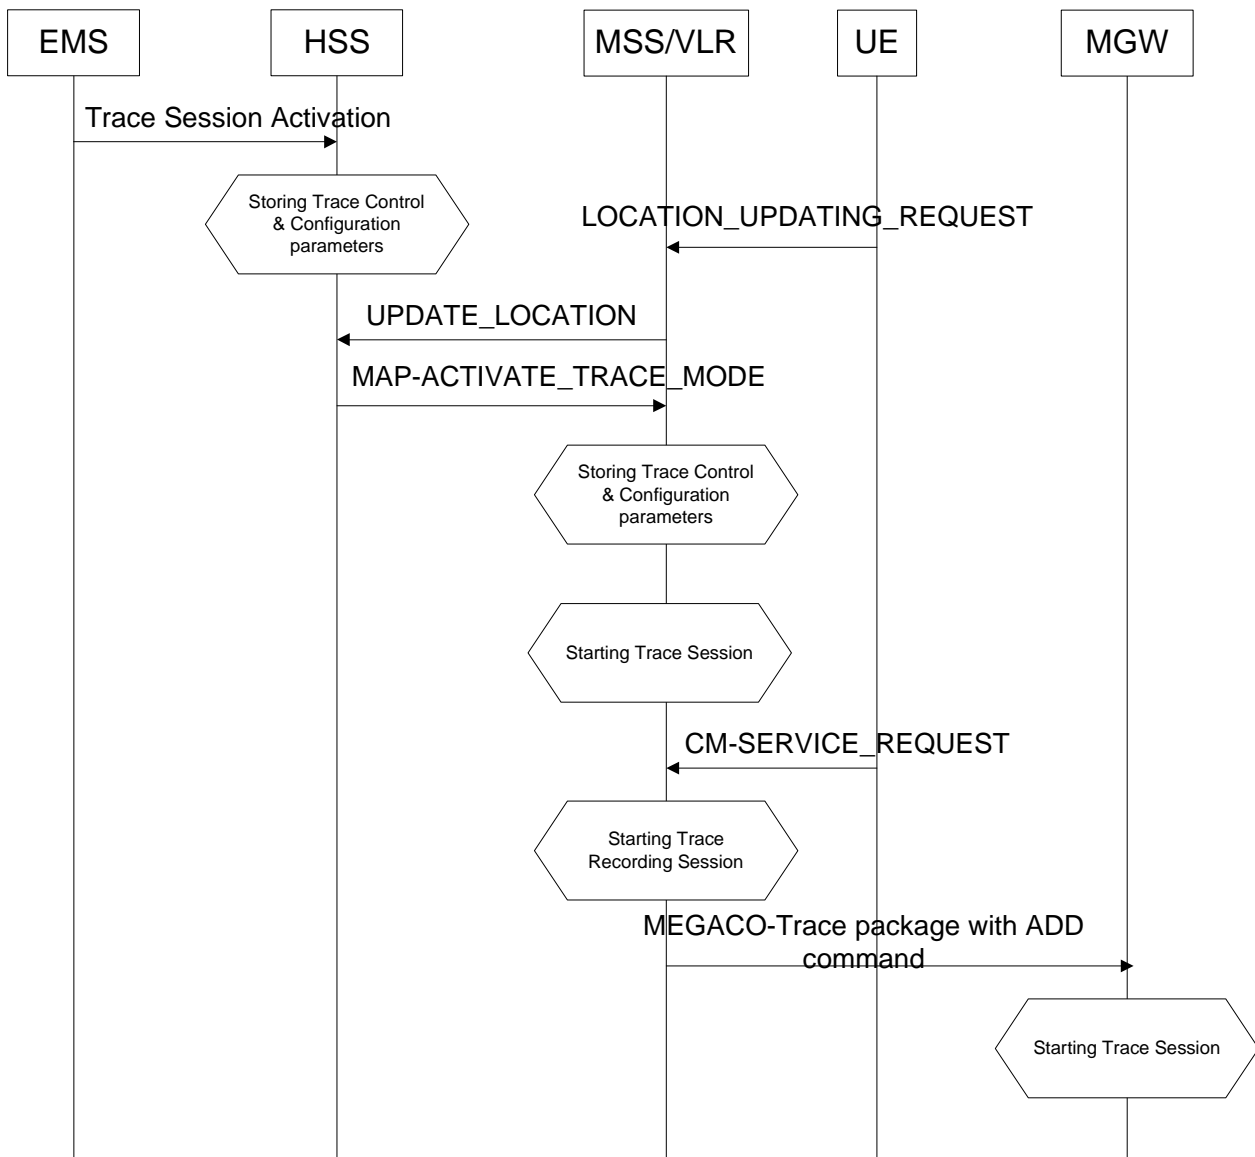 EMS
HSS
MSS/VLR
UE
MGW
Trace Session Activation
Storing Trace Control
& Configuration
parameters
LOCATION_UPDATING_REQUEST
UPDATE_LOCATION
MAP-ACTIVATE_TRACE_MODE
Storing Trace Control
& Configuration
parameters
Starting Trace Session
CM-SERVICE_REQUEST
Starting Trace
Recording Session
MEGACO-Trace package with ADD
command
Starting Trace Session